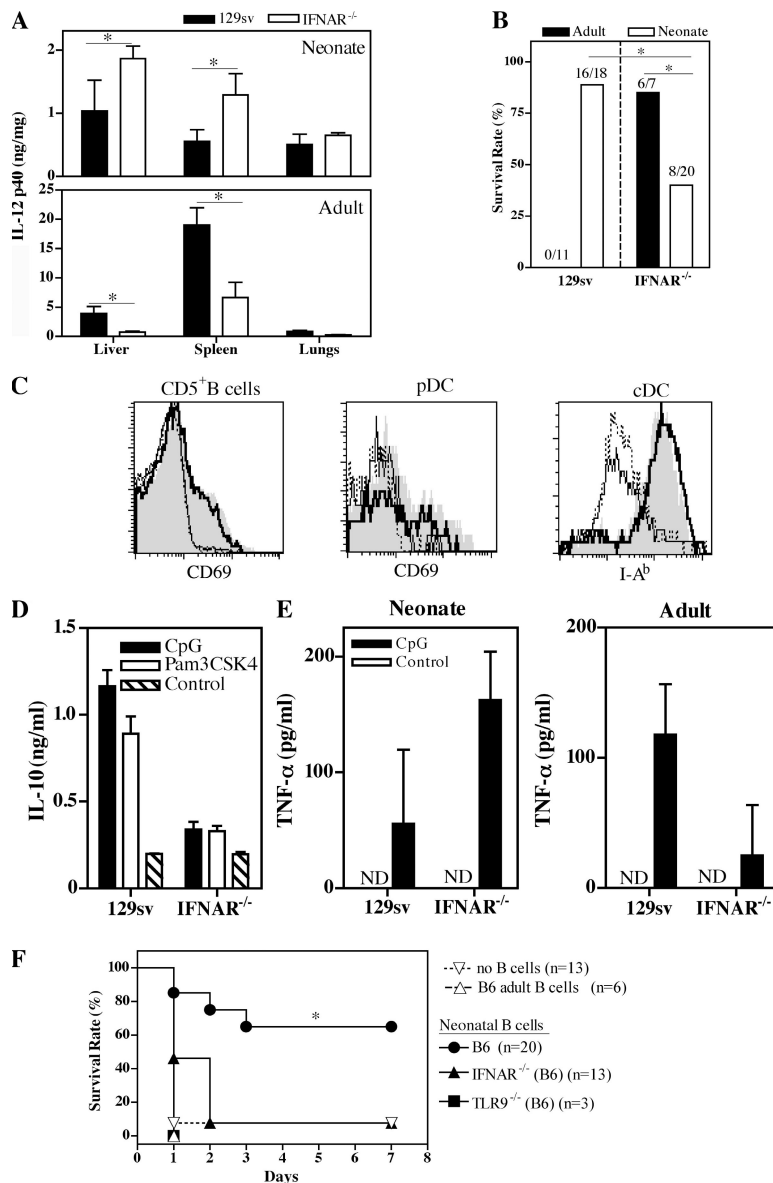 A
129sv IFNAR-/-
IL-12 p40 (ng/mg)
2
1
0
* *
Neonate
25
20
15
10
5
0
* *
Adult
Liver Spleen Lungs
B
Adult Neonate
Survival Rate (%)
100
75
50
25
0
*
16/18
6/7
*
8/20
0/11
129sv IFNAR-/-
C
CD5+B cells pDC cDC
CD69 CD69 I-Ab
D
IL-10 (ng/ml)
1.5
1.0
0.5
0
CpG
Pam3CSK4
Control
129sv IFNAR-/-
E
Neonate
TNF-α (pg/ml)
200
100
0
CpG
Control
ND ND
129sv IFNAR-/-
Adult
TNF-α (pg/ml)
200
100
0
ND ND
129sv IFNAR-/-
F
Survival Rate (%)
100
80
60
40
20
0
*
0 1 2 3 4 5 6 7 8
Days
no B cells (n=13)
B6 adult B cells (n=6)
Neonatal B cells
B6 (n=20)
IFNAR-/- (B6) (n=13)
TLR9-/- (B6) (n=3)